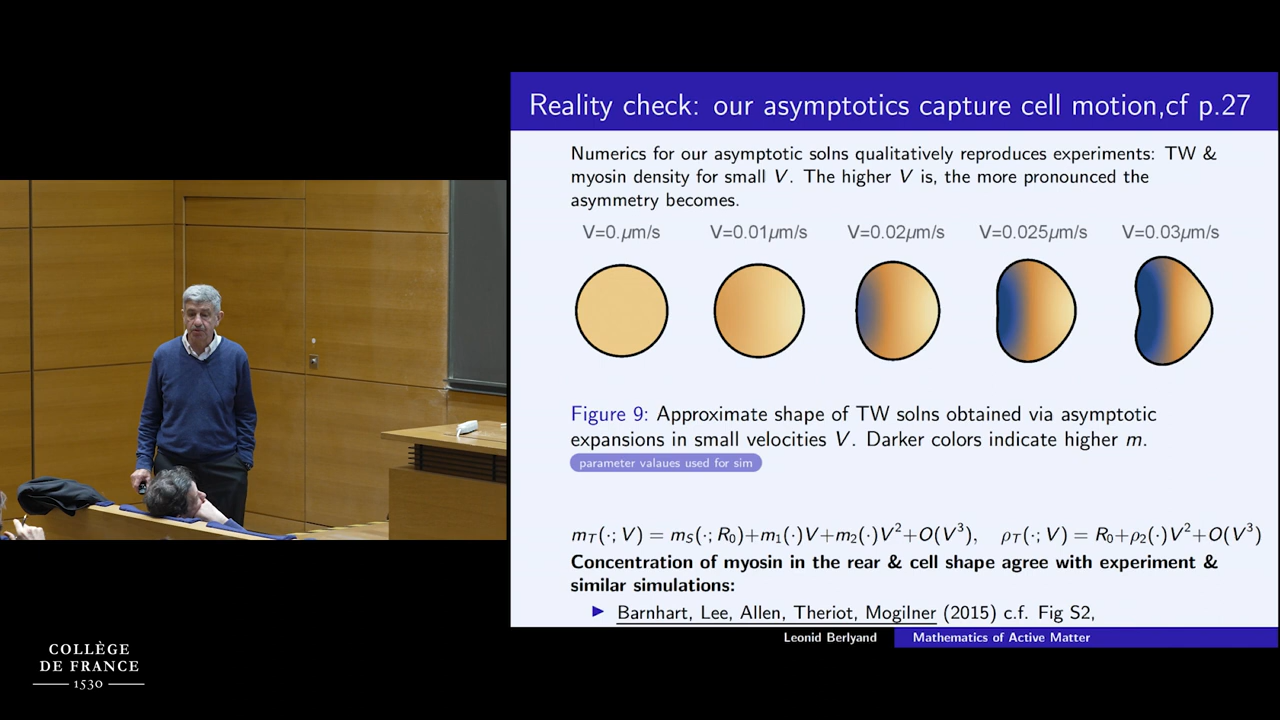 Reality check: our asymptotics capture cell motion,cf p.27
Numerics for our asymptotic solns qualitatively reproduces experiments: TW &
myosin density for small V. The higher V is, the more pronounced the
asymmetry becomes.
V=0.μm/s V=0.01μm/s V=0.02μm/s V=0.025μm/s V=0.03μm/s
Figure 9: Approximate shape of TW solns obtained via asymptotic
expansions in small velocities V. Darker colors indicate higher m.
parameter valaues used for sim
m_T(·; V) = m_S(·; R_0)+m_1(·)V+m_2(·)V²+O(V³), ρ_T(·; V) = R_0+ρ_2(·)V²+O(V³)
Concentration of myosin in the rear & cell shape agree with experiment &
similar simulations:
▶ Barnhart, Lee, Allen, Theriot, Mogilner (2015) c.f. Fig S2,
Leonid Berlyand Mathematics of Active Matter
COLLÈGE
DE FRANCE
1530